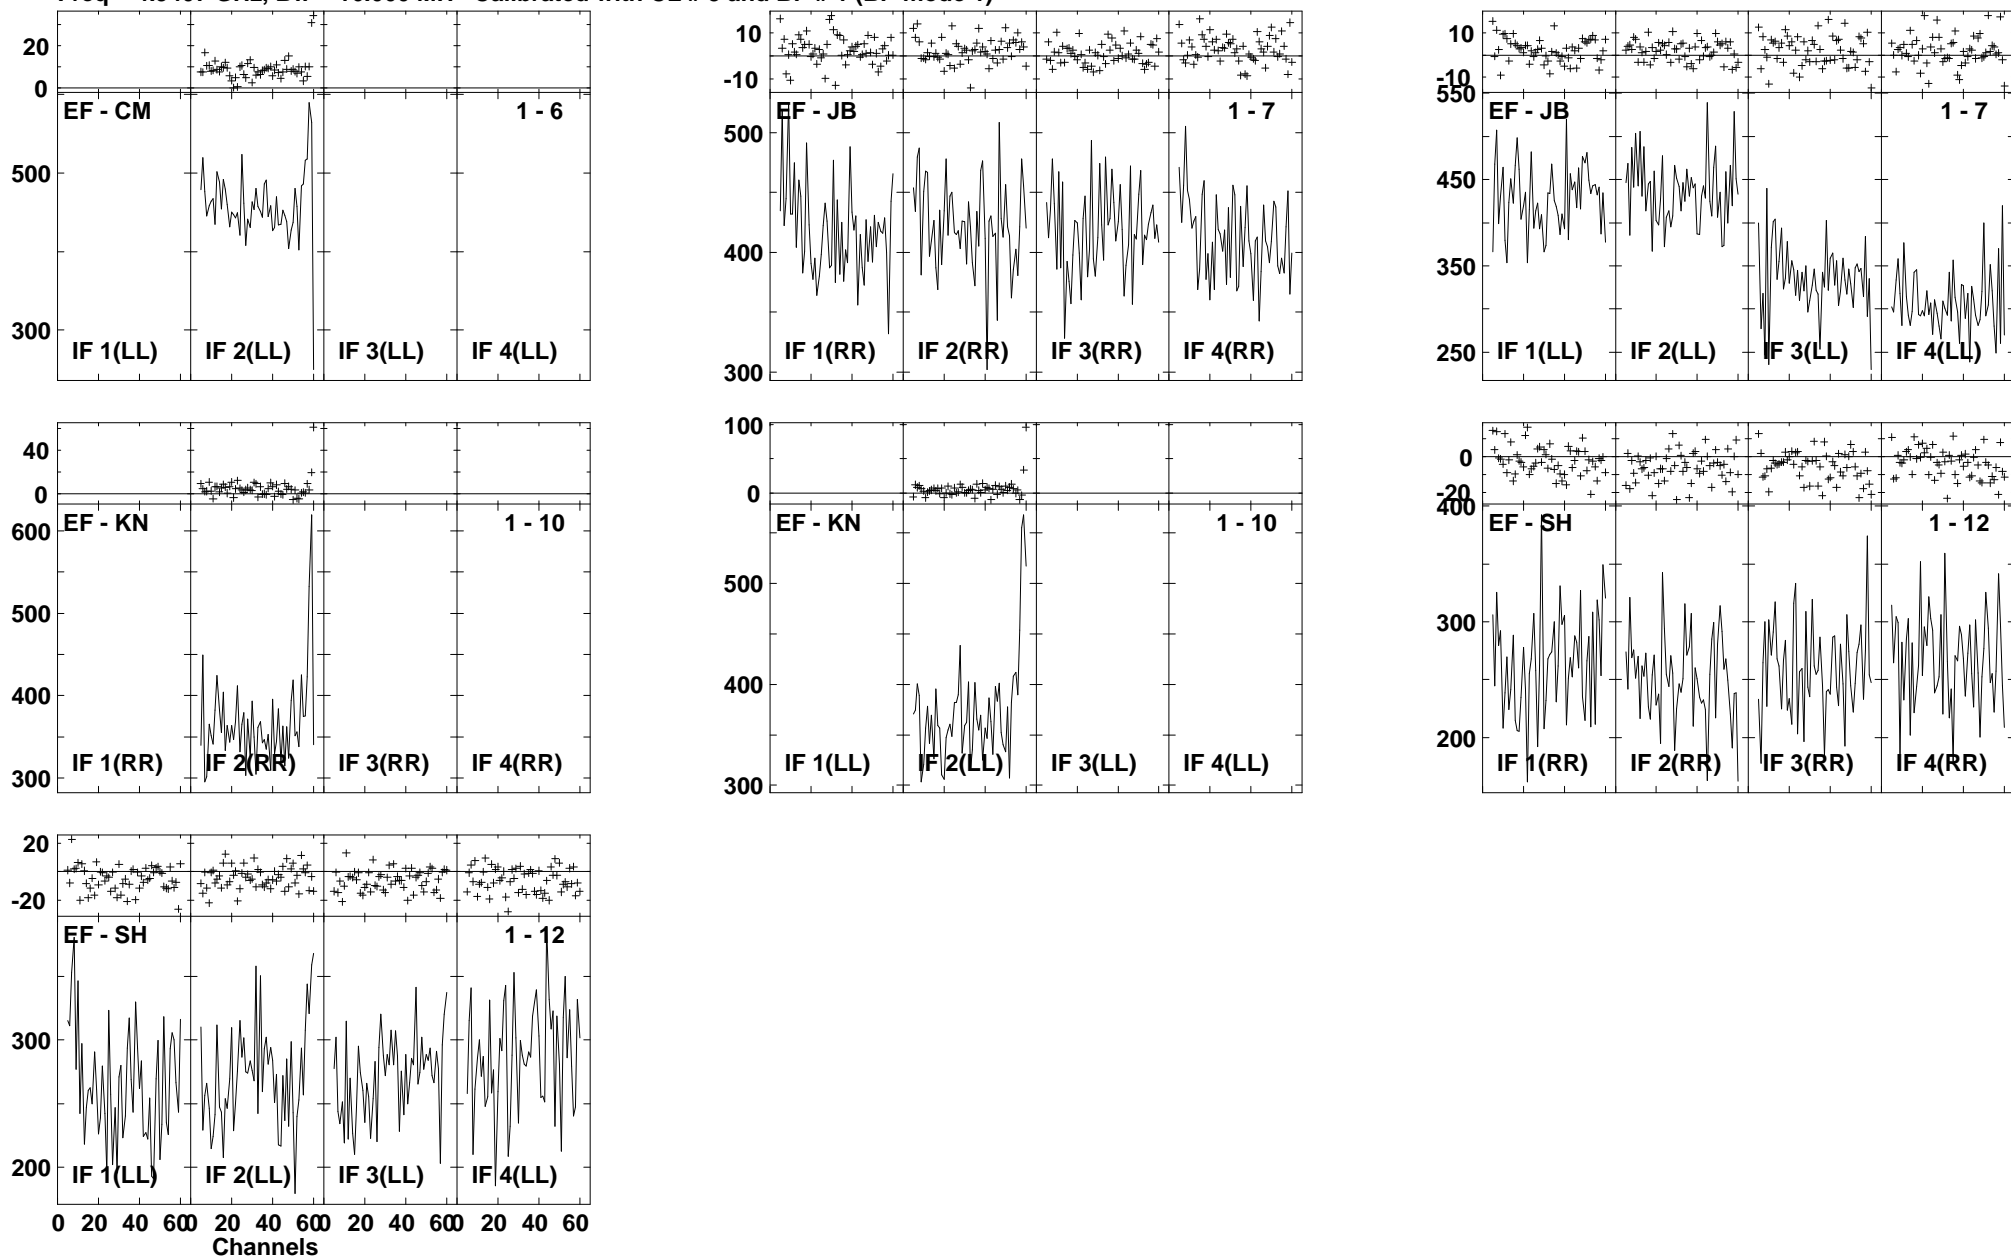 20
0
EF - CM
1 - 6
500
300
IF 1(LL)
IF 2(LL)
IF 3(LL)
IF 4(LL)
10
-10
EF - JB
1 - 7
500
400
300
IF 1(RR)
IF 2(RR)
IF 3(RR)
IF 4(RR)
10
-10
550
EF - JB
1 - 7
450
350
250
IF 1(LL)
IF 2(LL)
IF 3(LL)
IF 4(LL)
40
0
EF - KN
1 - 10
600
500
400
300
IF 1(RR)
IF 2(RR)
IF 3(RR)
IF 4(RR)
100
0
EF - KN
1 - 10
500
400
300
IF 1(LL)
IF 2(LL)
IF 3(LL)
IF 4(LL)
0
-20
400
EF - SH
1 - 12
300
200
IF 1(RR)
IF 2(RR)
IF 3(RR)
IF 4(RR)
20
-20
EF - SH
1 - 12
300
200
IF 1(LL)
IF 2(LL)
IF 3(LL)
IF 4(LL)
0 20 40 60 0 20 40 60 0 20 40 60 0 20 40 60
Channels